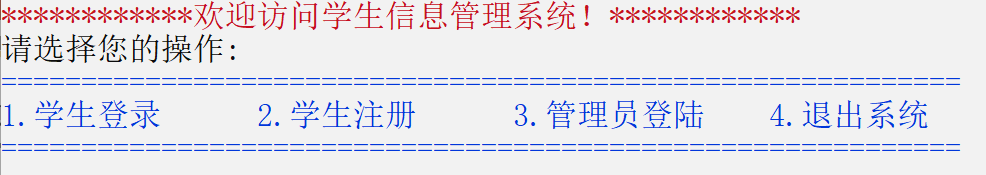 ************欢迎访问学生信息管理系统! ************
请选择您的操作:
============================================================
1.学生登录      2.学生注册      3.管理员登陆    4.退出系统
============================================================